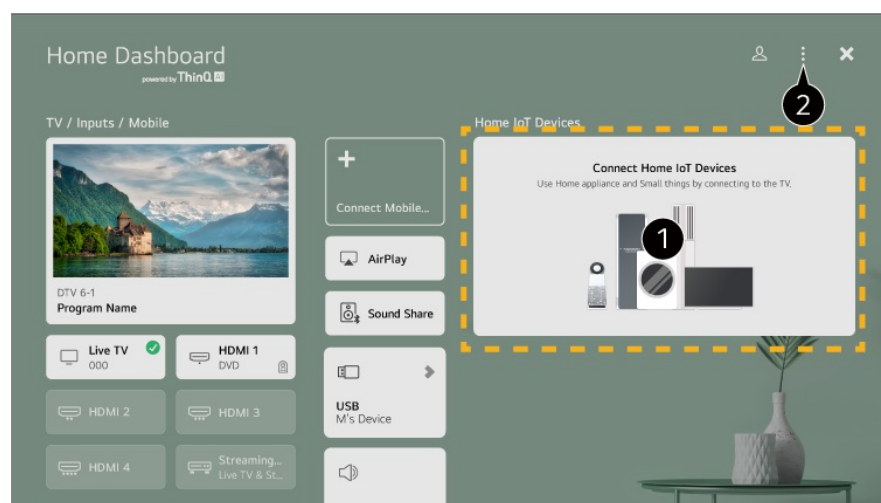 Home Dashboard
powered by ThinQ AI
2
TV / Inputs / Mobile
DTV 6-1
Program Name
Live TV
000
HDMI 1
DVD
HDMI 2
HDMI 3
HDMI 4
Streaming...
Live TV & St...
Connect Mobile...
AirPlay
Sound Share
USB
M's Device
Home IoT Devices
Connect Home IoT Devices
Use Home appliance and Small things by connecting to the TV.
1